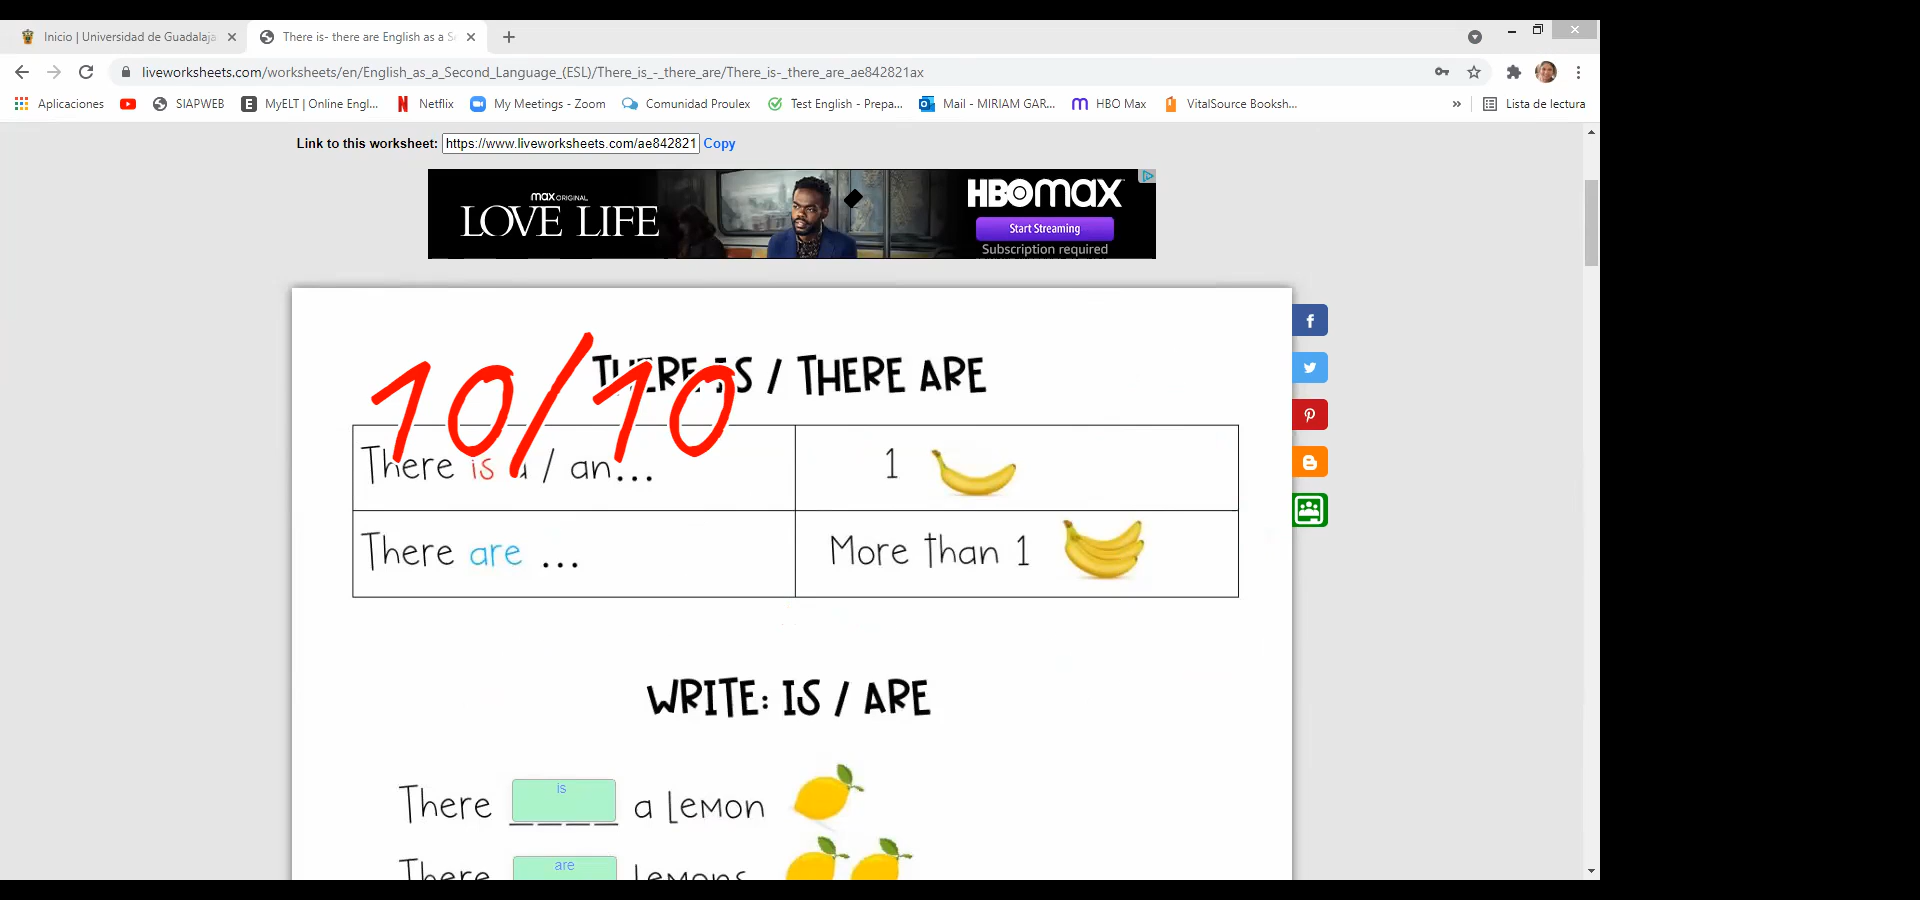 Inicio | Universidad de Guadalaja
There is- there are English as a S
liveworksheets.com/worksheets/en/English_as_a_Second_Language_(ESL)/There_is_-_there_are/There_is-_there_are_ae842821ax
Aplicaciones SIAPWEB MyELT | Online Engl... Netflix My Meetings - Zoom Comunidad Proulex Test English - Prepa... Mail - MIRIAM GAR... HBO Max VitalSource Booksh... » Lista de lectura
Link to this worksheet: https://www.liveworksheets.com/ae842821 Copy
max ORIGINAL
LOVE LIFE
HBOMAX
Start Streaming
Subscription required
THERE IS / THERE ARE
10/10
There is a / an...
1
There are ...
More than 1
WRITE: IS / ARE
There is a lemon
There are lemons